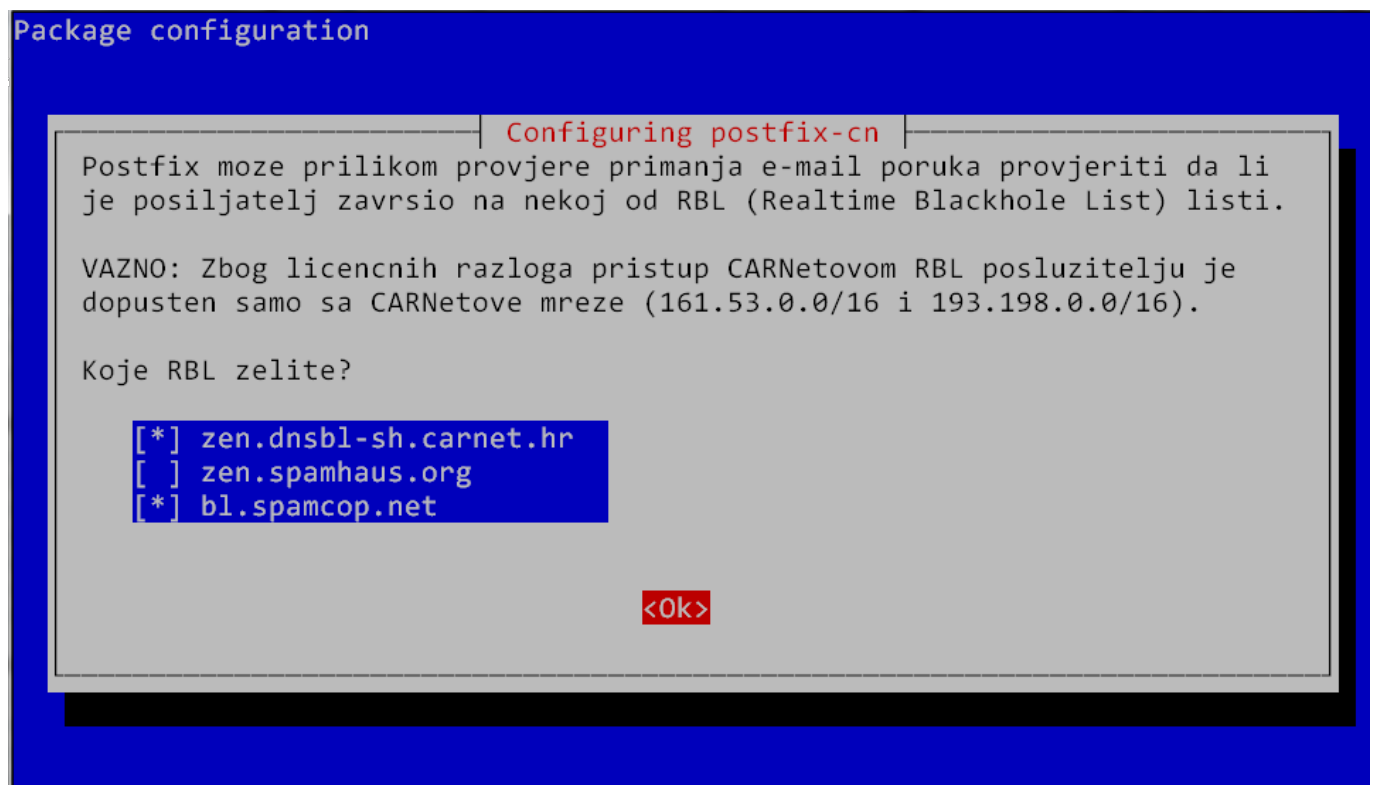 Package configuration
Configuring postfix-cn
Postfix moze prilikom provjere primanja e-mail poruka provjeriti da li
je posiljatelj zavrsio na nekoj od RBL (Realtime Blackhole List) listi.
VAZNO: Zbog licencnih razloga pristup CARNetovom RBL posluzitelju je
dopusten samo sa CARNetove mreze (161.53.0.0/16 i 193.198.0.0/16).
Koje RBL zelite?
[*] zen.dnsbl-sh.carnet.hr
[ ] zen.spamhaus.org
[*] bl.spamcop.net
<Ok>